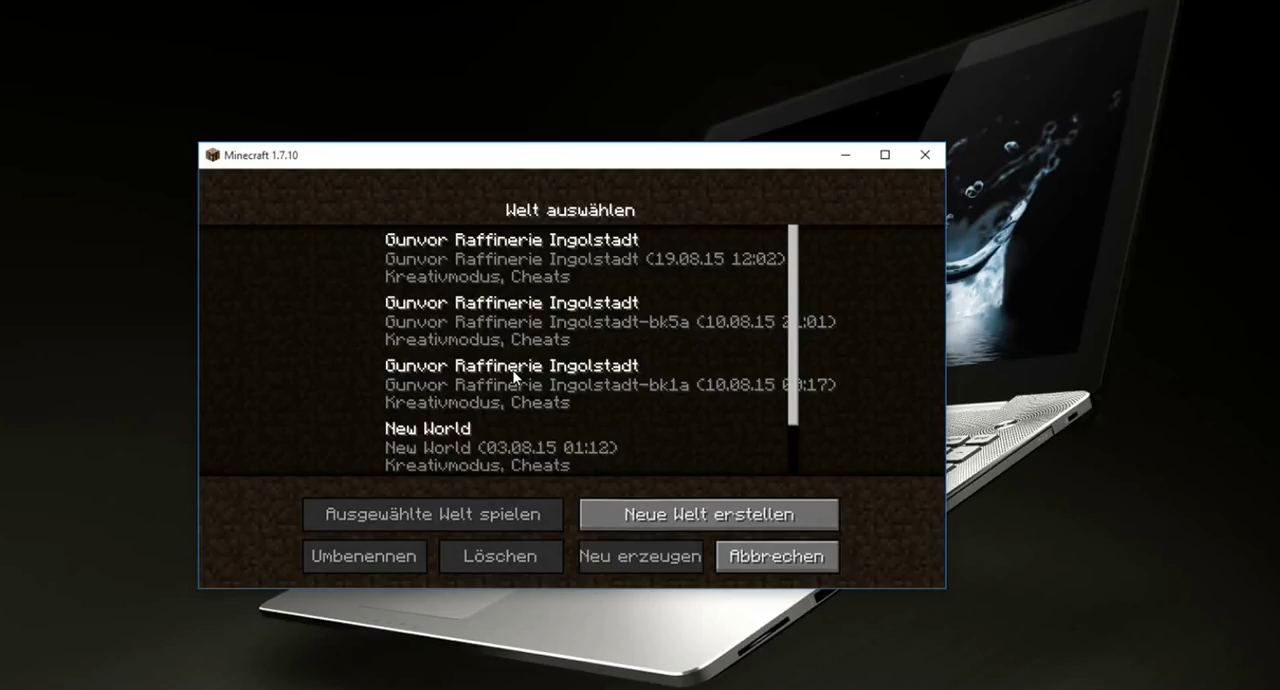 Minecraft 1.7.10
Welt auswählen
Gunvor Raffinerie Ingolstadt
Gunvor Raffinerie Ingolstadt (19.08.15 12:02)
Kreativmodus, Cheats
Gunvor Raffinerie Ingolstadt
Gunvor Raffinerie Ingolstadt-bk5a (10.08.15
Kreativmodus, Cheats
Gunvor Raffinerie Ingolstadt
Gunvor Raffinerie Ingolstadt-bk1a (10.08.15
Kreativmodus, Cheats
New World
New World (03.08.15 01:12)
Kreativmodus, Cheats
Ausgewählte Welt spielen
Neue Welt erstellen
Umbenennen
Löschen
Neu erzeugen
Abbrechen